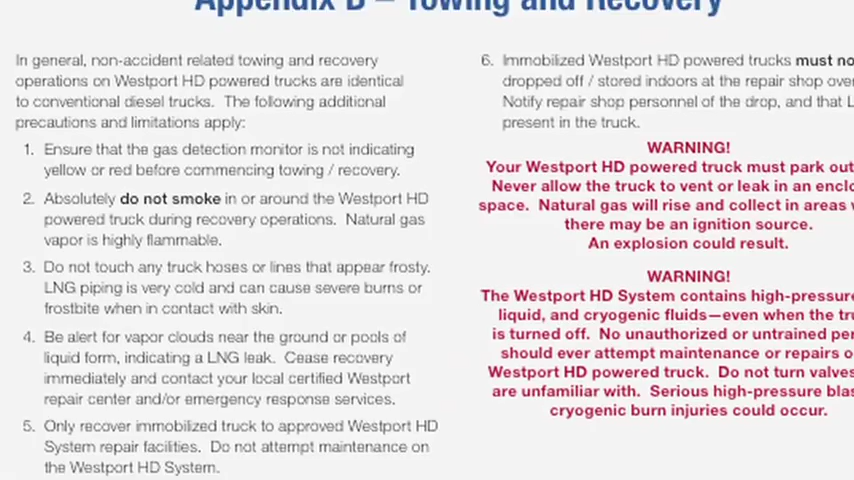 Appendix B – Towing and Recovery
In general, non-accident related towing and recovery
operations on Westport HD powered trucks are identical
to conventional diesel trucks. The following additional
precautions and limitations apply:
1. Ensure that the gas detection monitor is not indicating
yellow or red before commencing towing / recovery.
2. Absolutely do not smoke in or around the Westport HD
powered truck during recovery operations. Natural gas
vapor is highly flammable.
3. Do not touch any truck hoses or lines that appear frosty.
LNG piping is very cold and can cause severe burns or
frostbite when in contact with skin.
4. Be alert for vapor clouds near the ground or pools of
liquid form, indicating a LNG leak. Cease recovery
immediately and contact your local certified Westport
repair center and/or emergency response services.
5. Only recover immobilized truck to approved Westport HD
System repair facilities. Do not attempt maintenance on
the Westport HD System.
6. Immobilized Westport HD powered trucks must no
dropped off / stored indoors at the repair shop over
Notify repair shop personnel of the drop, and that L
present in the truck.
WARNING!
Your Westport HD powered truck must park out
Never allow the truck to vent or leak in an enclo
space. Natural gas will rise and collect in areas w
there may be an ignition source.
An explosion could result.
WARNING!
The Westport HD System contains high-pressure
liquid, and cryogenic fluids—even when the tru
is turned off. No unauthorized or untrained per
should ever attempt maintenance or repairs o
Westport HD powered truck. Do not turn valves
are unfamiliar with. Serious high-pressure blas
cryogenic burn injuries could occur.